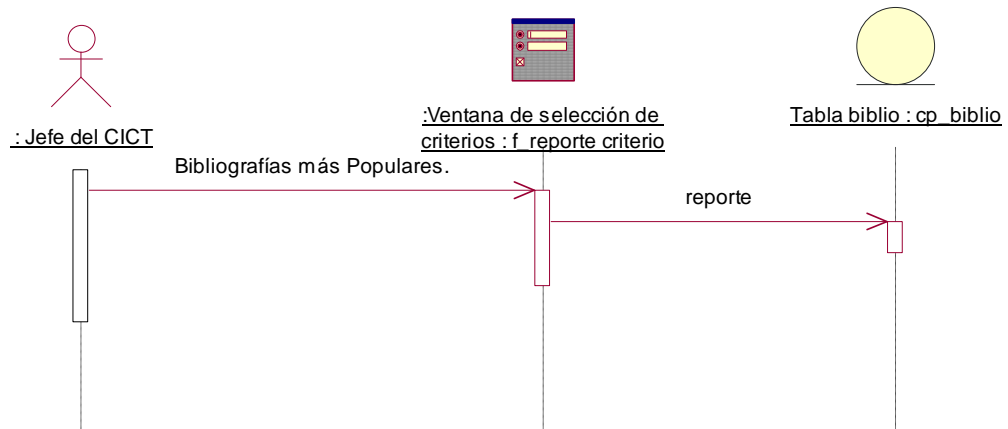 : Jefe del CICT
:Ventana de selección de
criterios : f_reporte criterio
Tabla biblio : cp_biblio
Bibliografías más Populares.
reporte